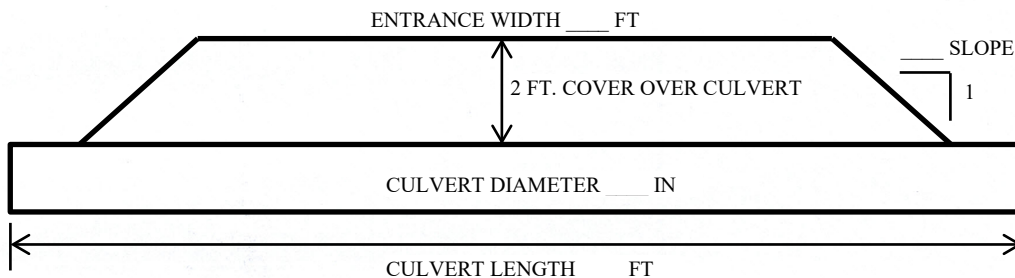 ENTRANCE WIDTH ____ FT
____ SLOPE
1
2 FT. COVER OVER CULVERT
CULVERT DIAMETER ____ IN
CULVERT LENGTH ____ FT